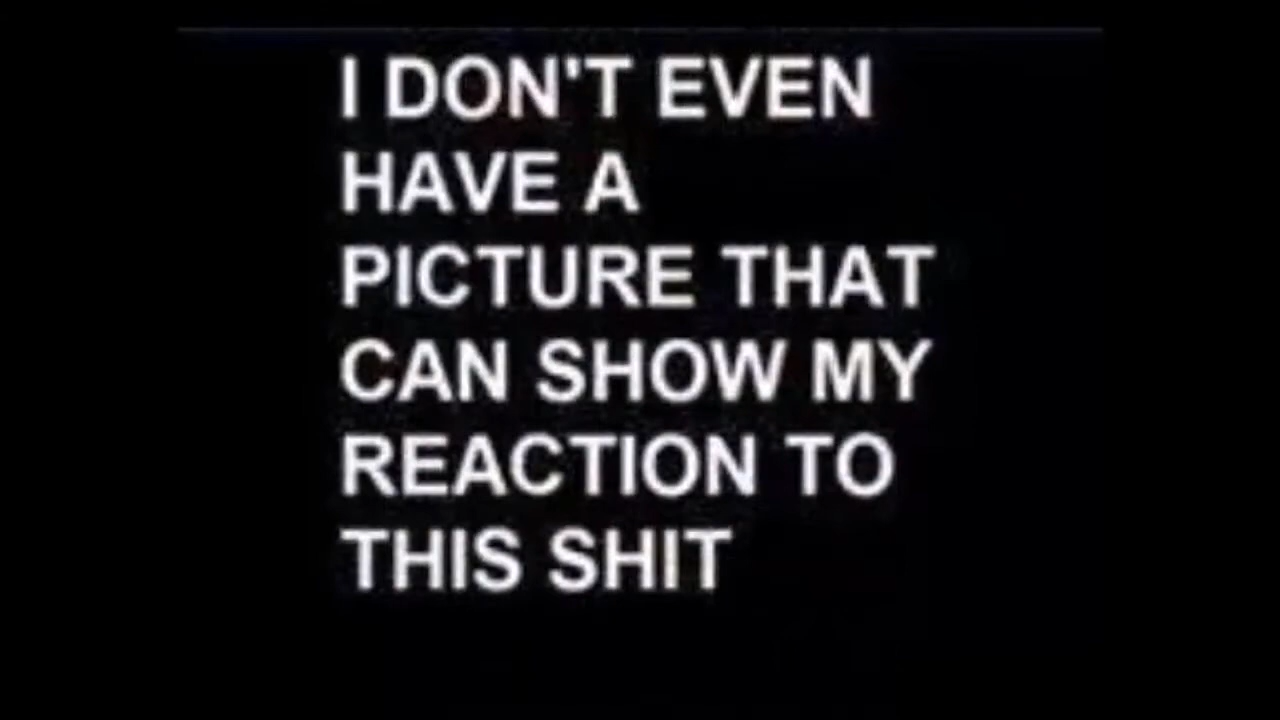 I DON'T EVEN
HAVE A
PICTURE THAT
CAN SHOW MY
REACTION TO
THIS SHIT